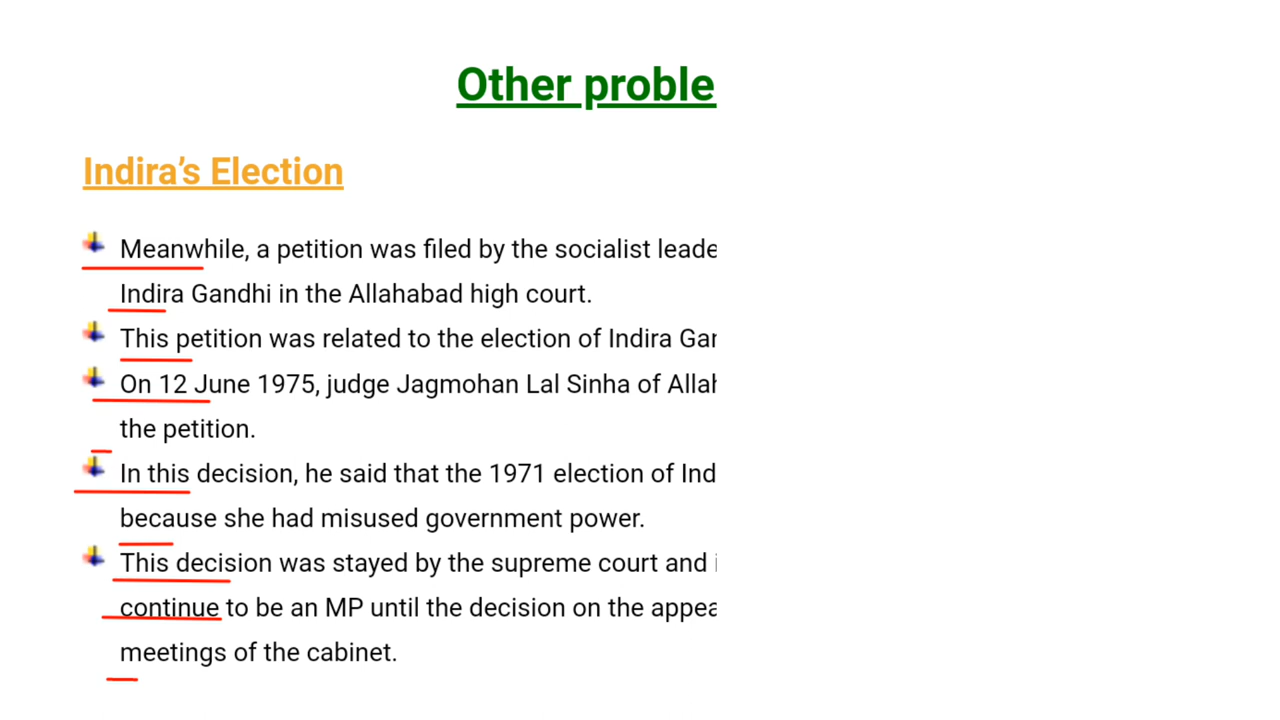 Other proble
Indira's Election
Meanwhile, a petition was filed by the socialist leade
Indira Gandhi in the Allahabad high court.
This petition was related to the election of Indira Gan
On 12 June 1975, judge Jagmohan Lal Sinha of Allah
the petition.
In this decision, he said that the 1971 election of Ind
because she had misused government power.
This decision was stayed by the supreme court and i
continue to be an MP until the decision on the appea
meetings of the cabinet.